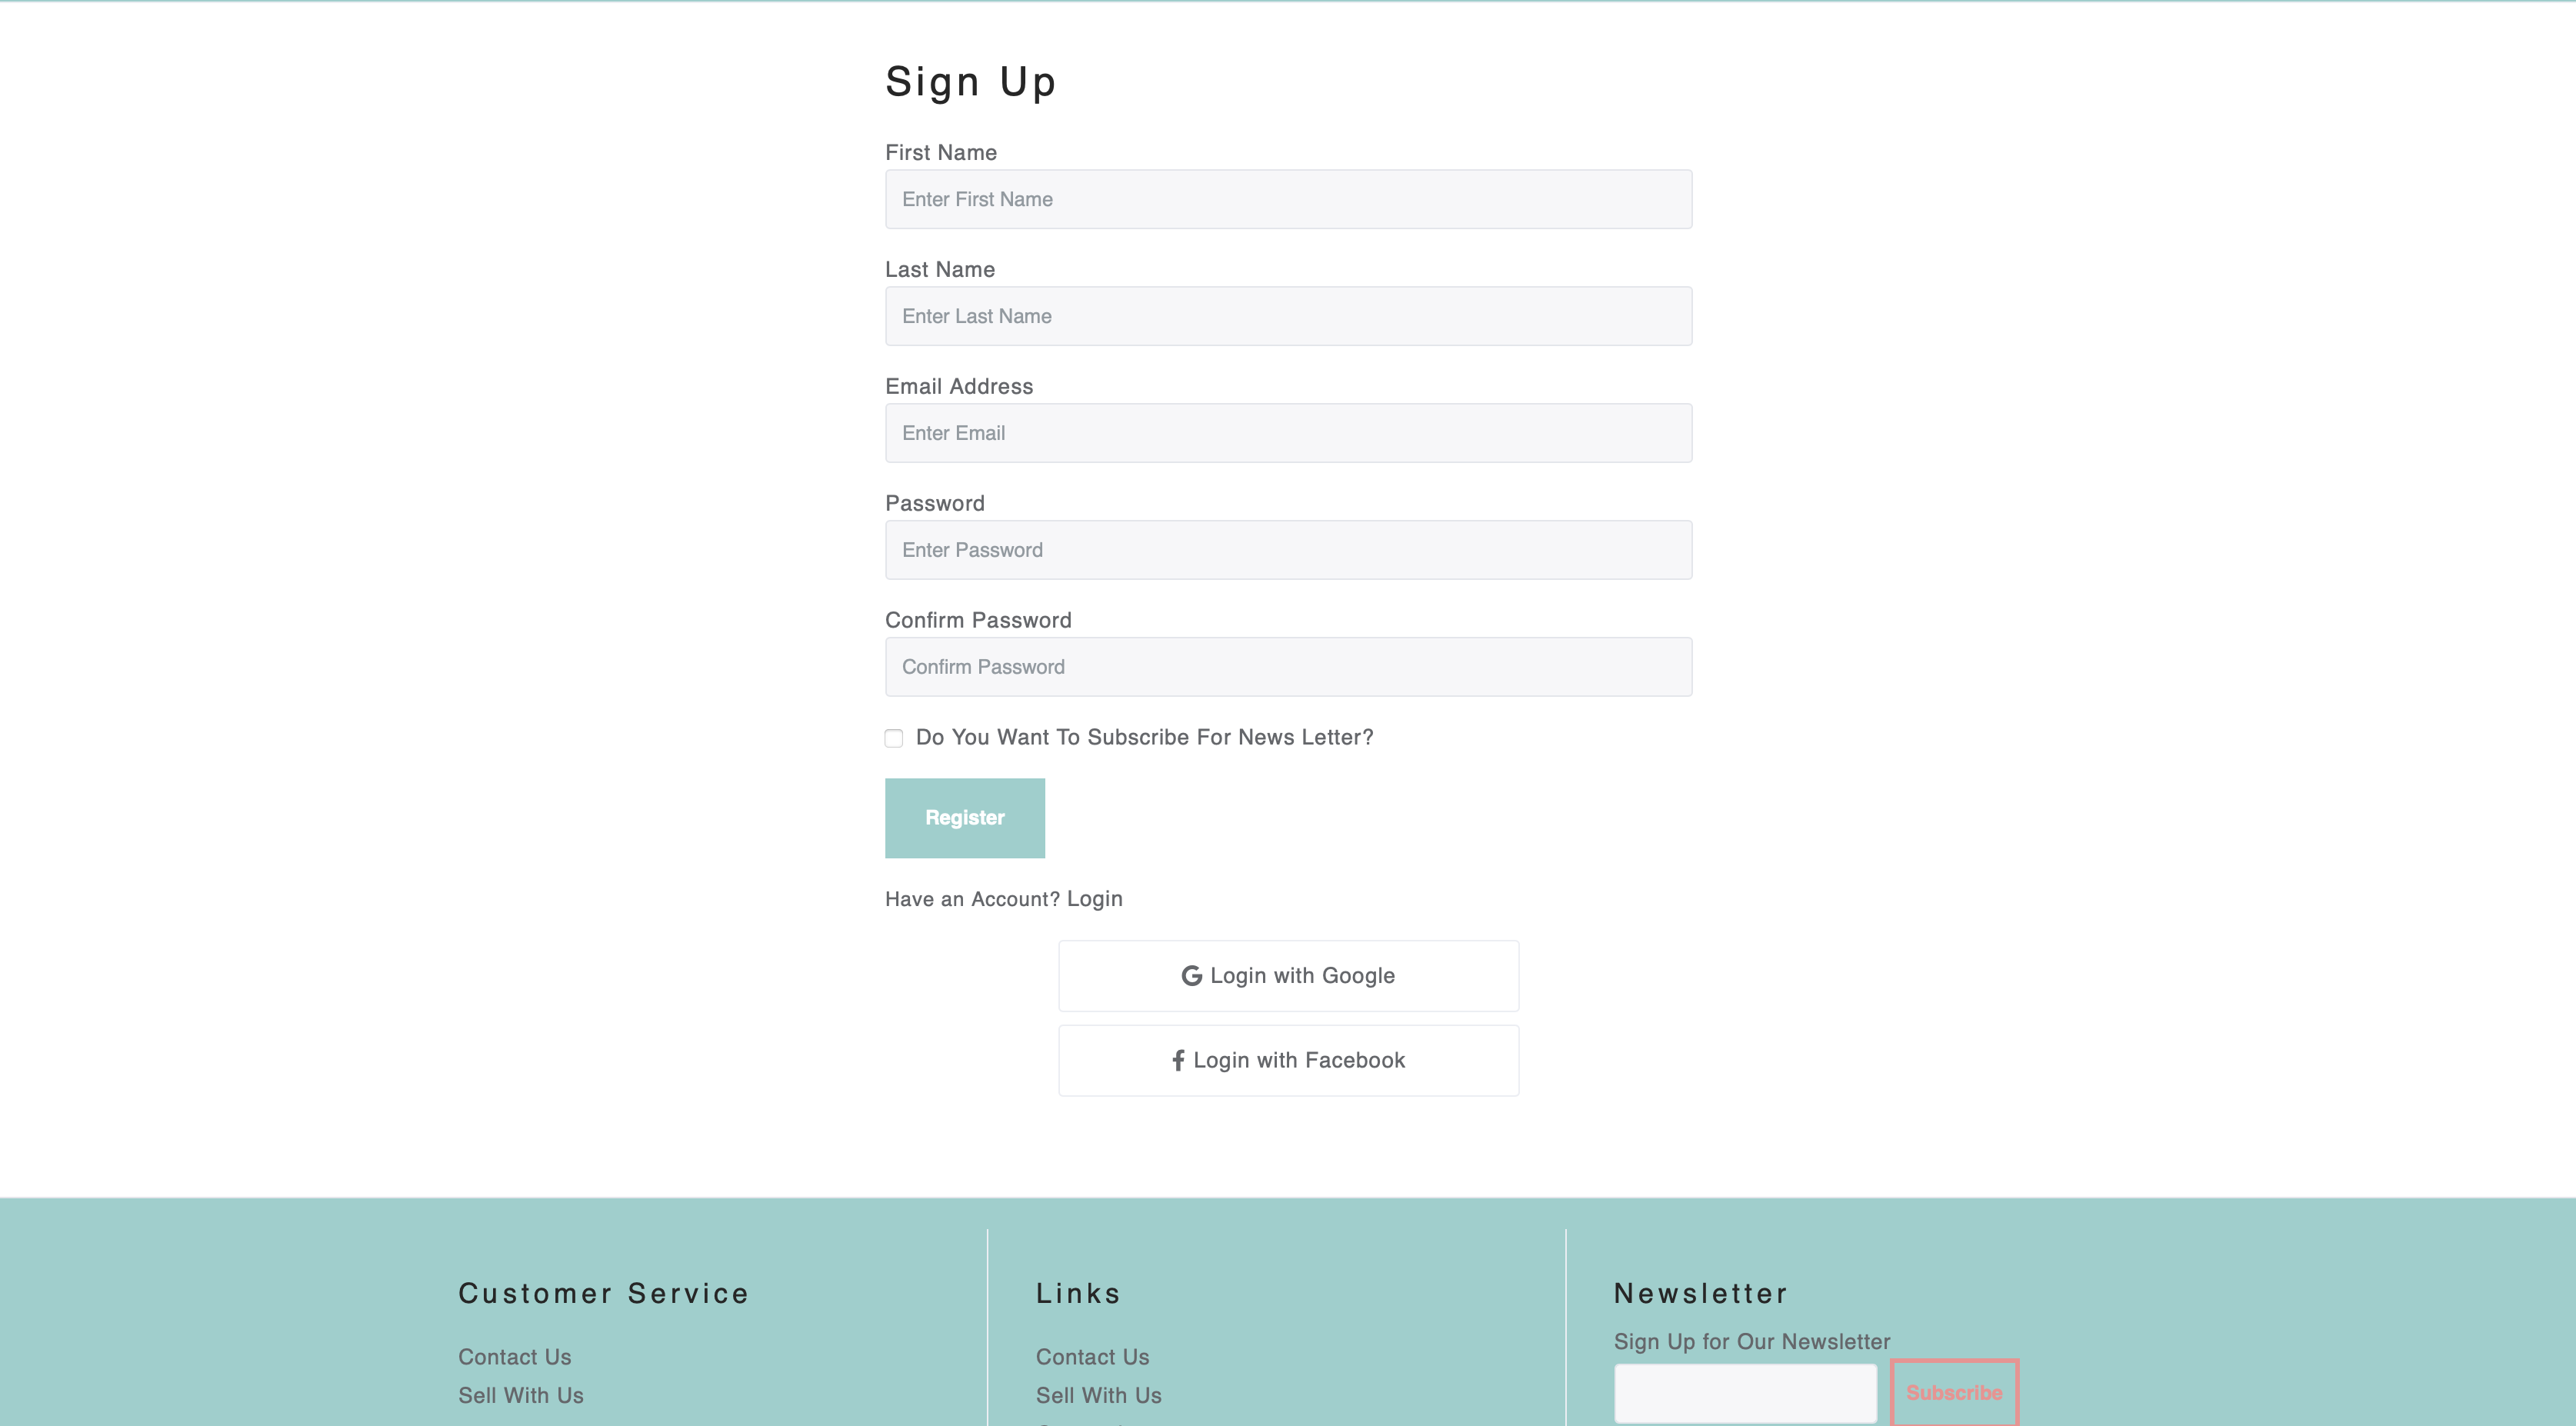 Sign Up
First Name
Enter First Name
Last Name
Enter Last Name
Email Address
Enter Email
Password
Enter Password
Confirm Password
Confirm Password
Do You Want To Subscribe For News Letter?
Register
Have an Account? Login
Login with Google
Login with Facebook
Customer Service
Contact Us
Sell With Us
Links
Contact Us
Sell With Us
Newsletter
Sign Up for Our Newsletter
Subscribe